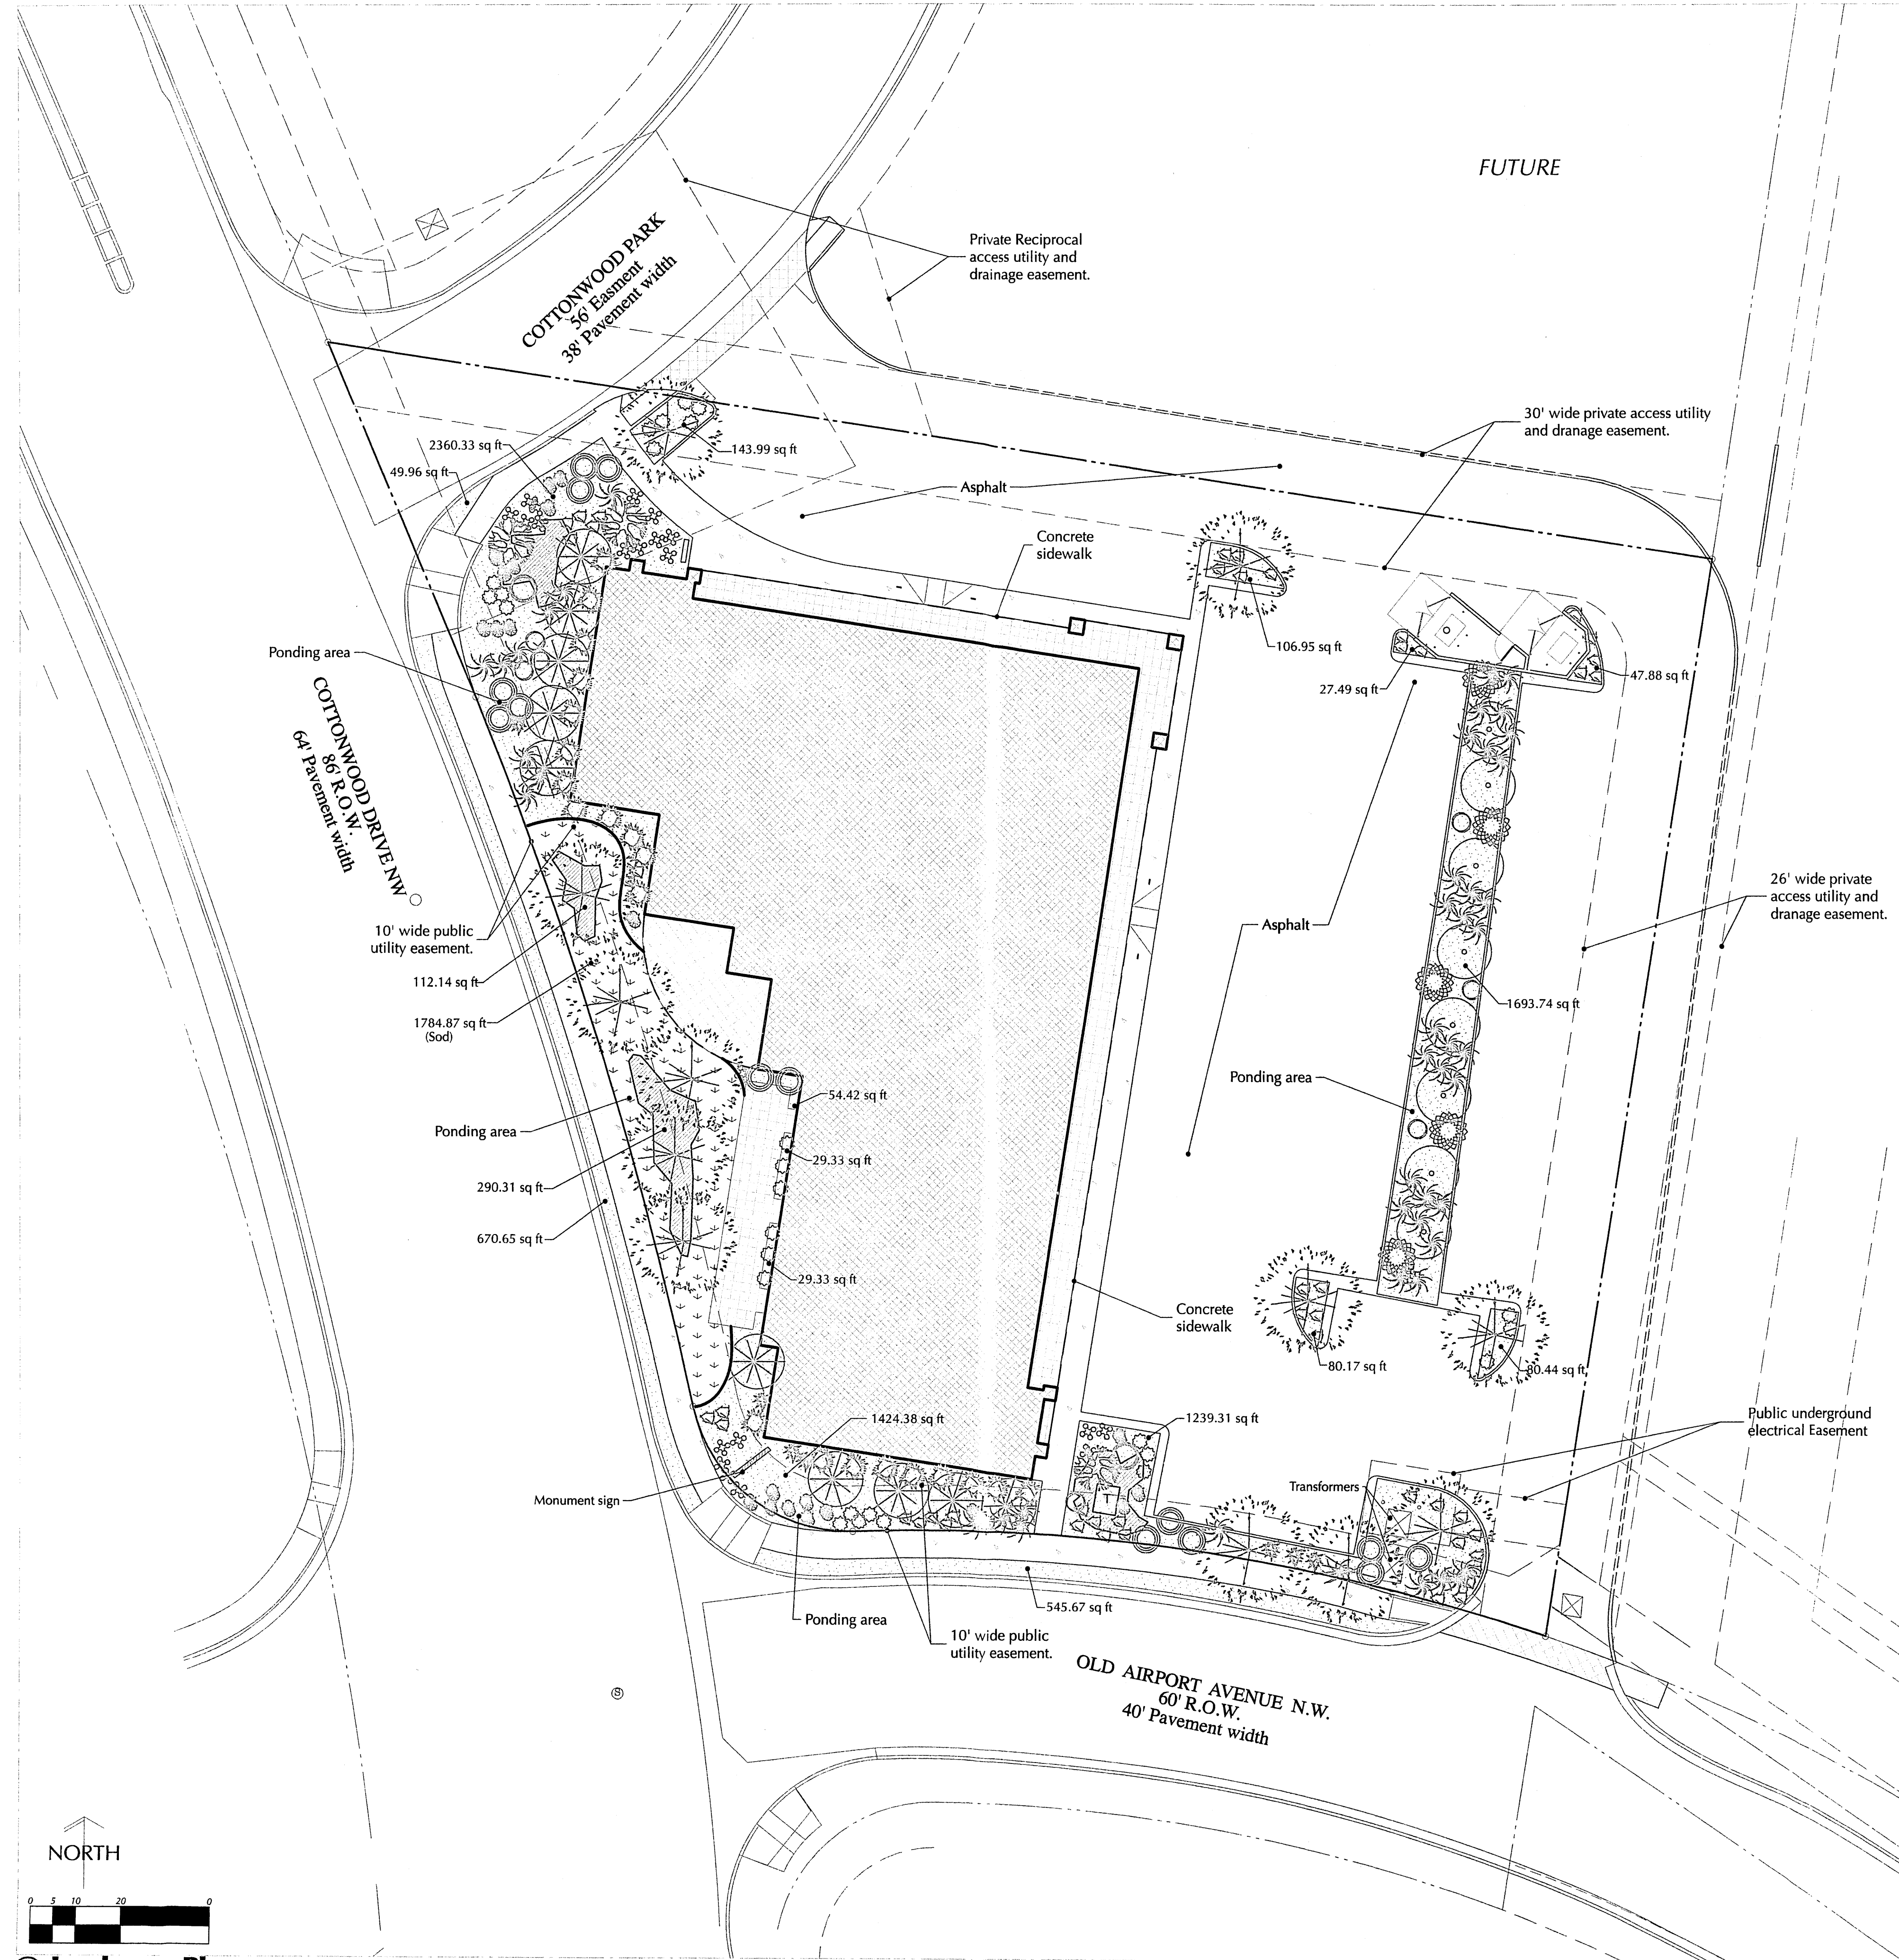 FUTURE
Private Reciprocal
access utility and
drainage easement.
COTTONWOOD PARK
56' Easment
38' Pavement width
30' wide private access utility
and dranage easement.
2360.33 sq ft
143.99 sq ft
49.96 sq ft
Asphalt
Concrete
sidewalk
106.95 sq ft
Ponding area
27.49 sq ft
47.88 sq ft
COTTONWOOD DRIVE NW
86' R.O.W.
64' Pavement width
26' wide private
access utility and
dranage easement.
Asphalt
10' wide public
utility easement.
112.14 sq ft
1693.74 sq ft
1784.87 sq ft
(Sod)
Ponding area
54.42 sq ft
Ponding area
29.33 sq ft
290.31 sq ft
670.65 sq ft
29.33 sq ft
Concrete
sidewalk
80.17 sq ft
80.44 sq ft
1424.38 sq ft
1239.31 sq ft
Public underground
electrical Easement
Transformers
Monument sign
T
545.67 sq ft
Ponding area
10' wide public
utility easement.
OLD AIRPORT AVENUE N.W.
60' R.O.W.
40' Pavement width
S
NORTH
0 5 10 20 0